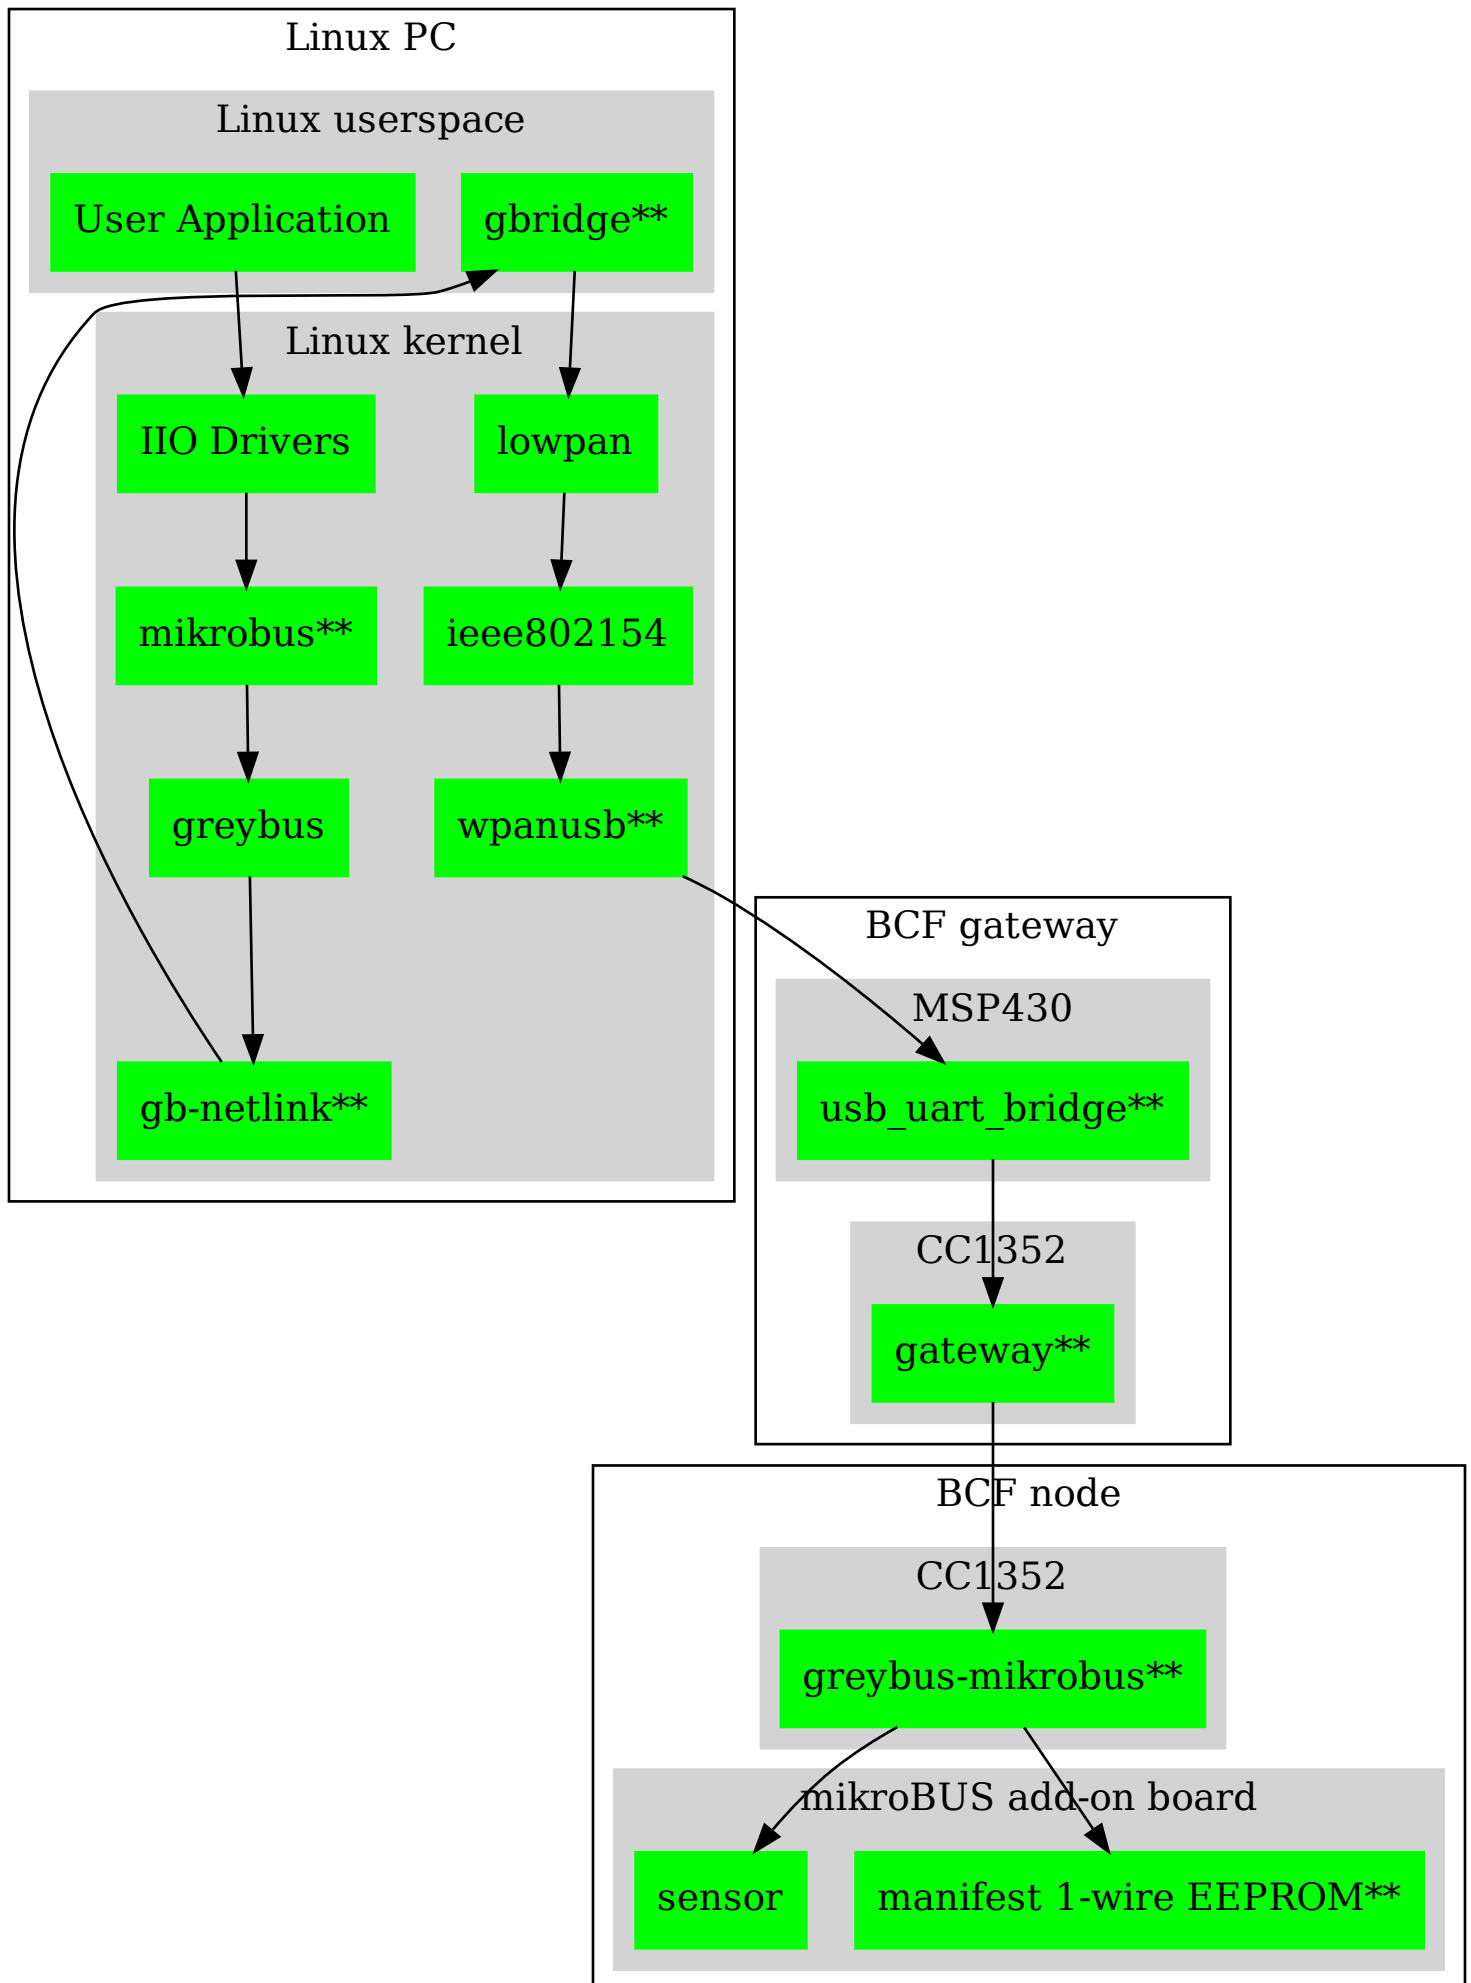 Linux PC
Linux userspace
User Application
gbridge**
Linux kernel
IIO Drivers
lowpan
mikrobus**
ieee802154
greybus
wpanusb**
gb-netlink**
BCF gateway
MSP430
usb_uart_bridge**
CC1352
gateway**
BCF node
CC1352
greybus-mikrobus**
mikroBUS add-on board
sensor
manifest 1-wire EEPROM**